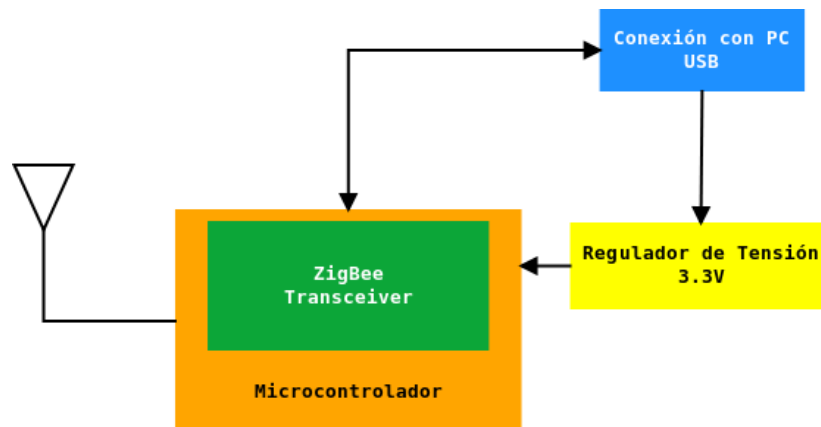 Conexión con PC
USB
Regulador de Tensión
3.3V
ZigBee
Transceiver
Microcontrolador